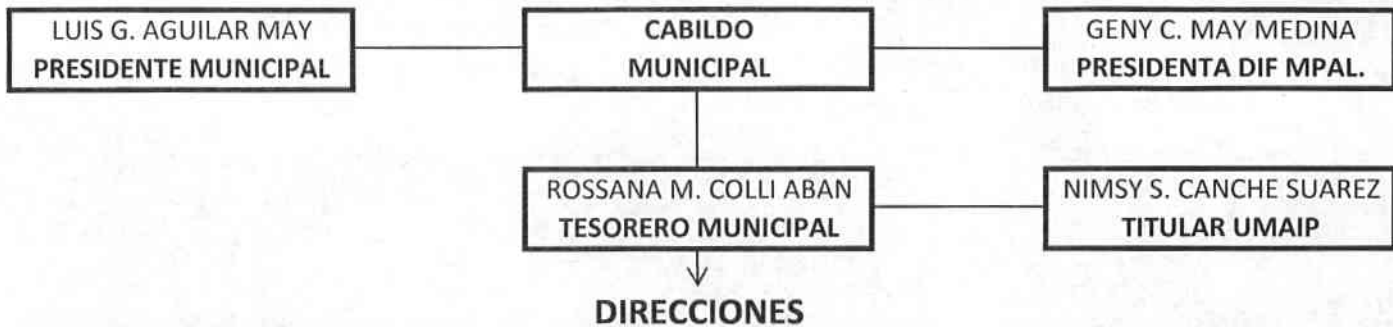 LUIS G. AGUILAR MAY
PRESIDENTE MUNICIPAL
CABILDO
MUNICIPAL
GENY C. MAY MEDINA
PRESIDENTA DIF MPAL.
ROSSANA M. COLLI ABAN
TESORERO MUNICIPAL
NIMSY S. CANCHE SUAREZ
TITULAR UMAIP
DIRECCIONES